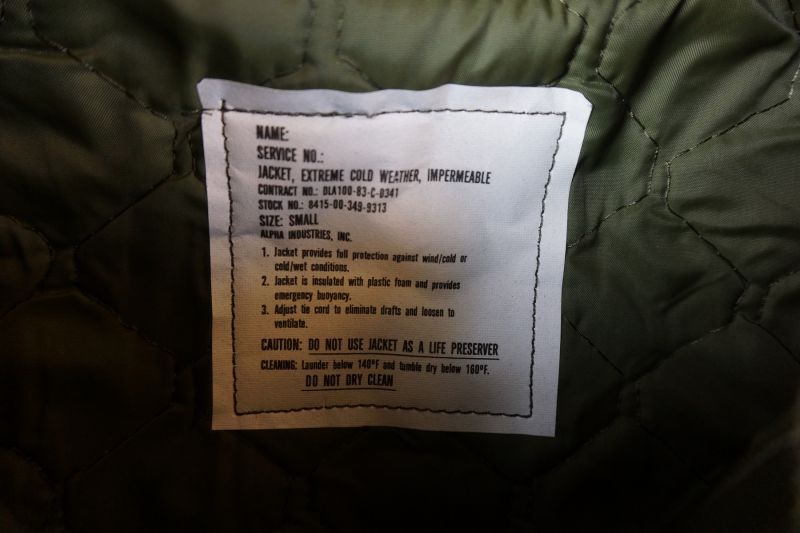 NAME:
SERVICE NO.:
JACKET, EXTREME COLD WEATHER, IMPERMEABLE
CONTRACT NO.: DLA100-83-C-0341
STOCK NO.: 8415-00-349-9313
SIZE: SMALL
ALPHA INDUSTRIES, INC.
1. Jacket provides full protection against wind/cold or
cold/wet conditions.
2. Jacket is insulated with plastic foam and provides
emergency buoyancy.
3. Adjust tie cord to eliminate drafts and loosen to
ventilate.
CAUTION: DO NOT USE JACKET AS A LIFE PRESERVER
CLEANING: Launder below 140ºF and tumble dry below 160ºF.
DO NOT DRY CLEAN